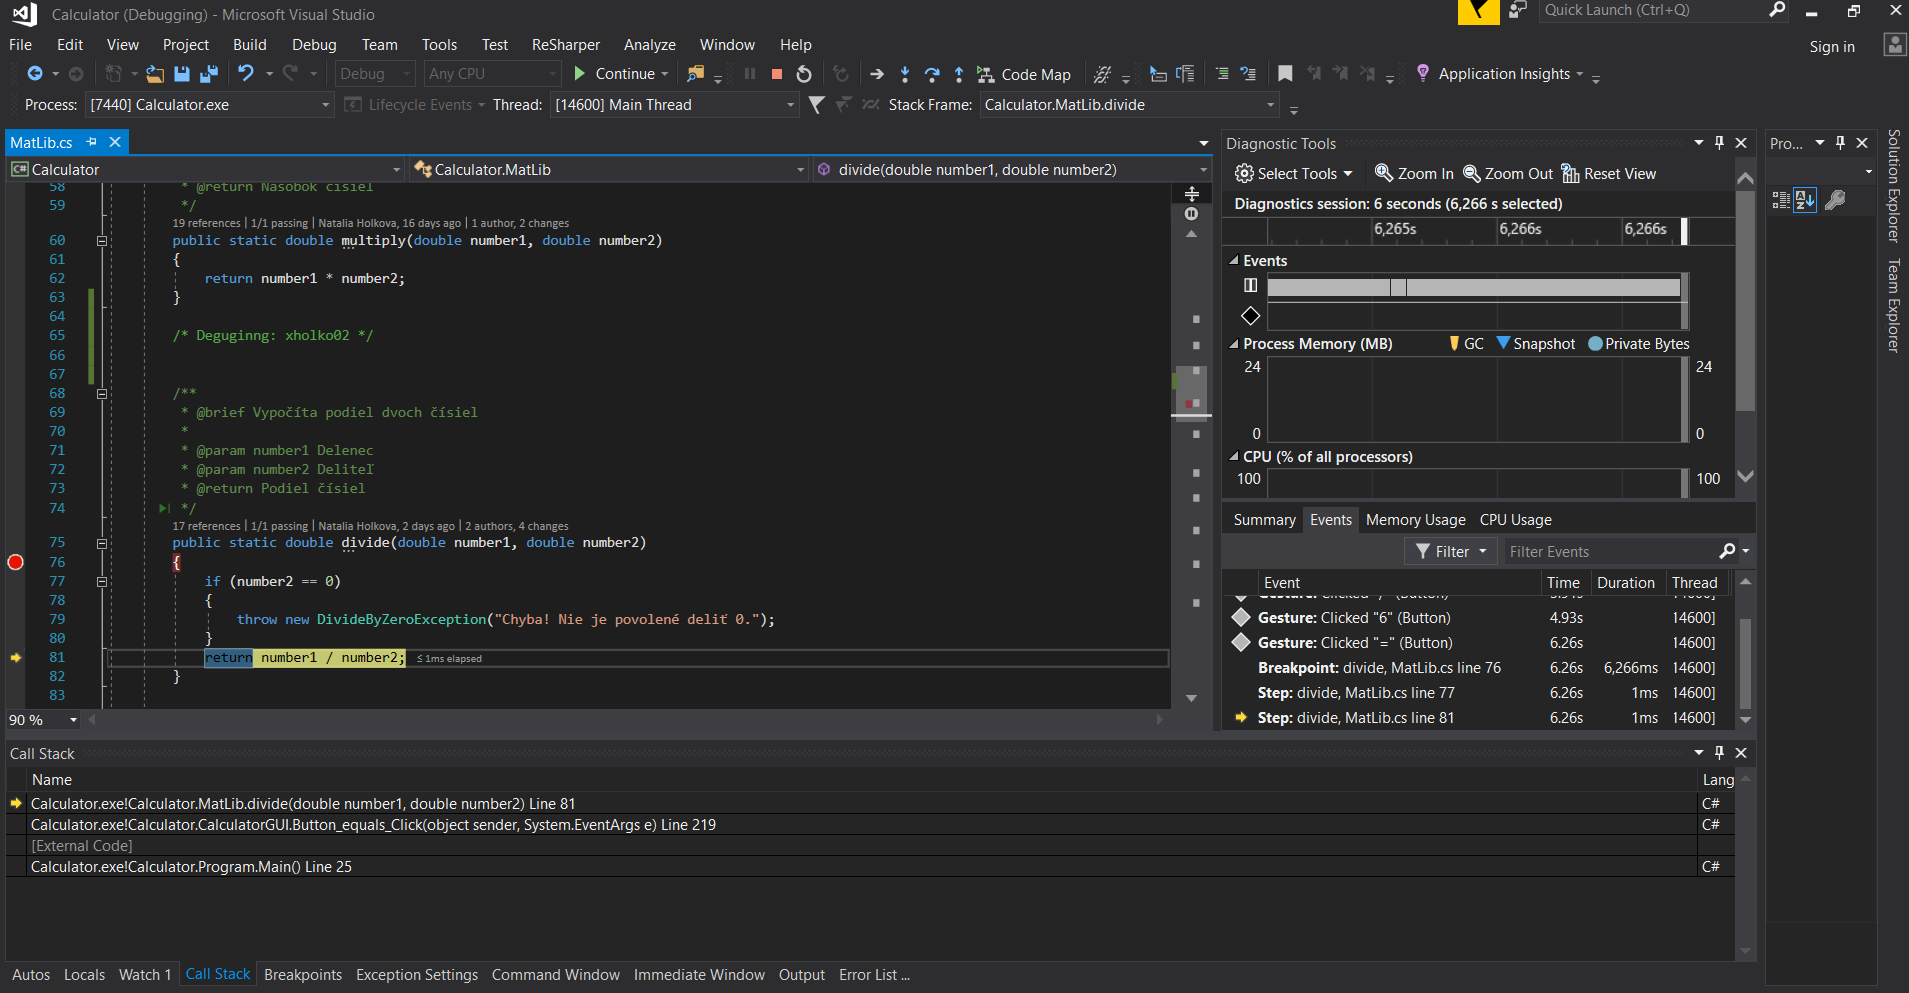 Calculator (Debugging) - Microsoft Visual Studio
Quick Launch (Ctrl+Q)
File Edit View Project Build Debug Team Tools Test ReSharper Analyze Window Help
Sign in
Debug Any CPU Continue Code Map Application Insights
Process: [7440] Calculator.exe Lifecycle Events Thread: [14600] Main Thread Stack Frame: Calculator.MatLib.divide
MatLib.cs
Calculator Calculator.MatLib divide(double number1, double number2)
58 * @return Nasobok cisiel
59 */
19 references | 1/1 passing | Natalia Holkova, 16 days ago | 1 author, 2 changes
60 public static double multiply(double number1, double number2)
61 {
62 return number1 * number2;
63 }
64
65 /* Deguginng: xholko02 */
66
67
68 /**
69 * @brief Vypočíta podiel dvoch čísiel
70 *
71 * @param number1 Delenec
72 * @param number2 Deliteľ
73 * @return Podiel čísiel
74 */
17 references | 1/1 passing | Natalia Holkova, 2 days ago | 2 authors, 4 changes
75 public static double divide(double number1, double number2)
76 {
77 if (number2 == 0)
78 {
79 throw new DivideByZeroException("Chyba! Nie je povolené deliť 0.");
80 }
81 return number1 / number2; ≤ 1ms elapsed
82 }
83
90 %
Diagnostic Tools
Select Tools Zoom In Zoom Out Reset View
Diagnostics session: 6 seconds (6,266 s selected)
6,265s 6,266s 6,266s
Events
Process Memory (MB) GC Snapshot Private Bytes
24 24
0 0
CPU (% of all processors)
100 100
Summary Events Memory Usage CPU Usage
Filter Filter Events
Event Time Duration Thread
Gesture: Clicked "/" (Button) 14600]
Gesture: Clicked "6" (Button) 4.93s 14600]
Gesture: Clicked "=" (Button) 6.26s 14600]
Breakpoint: divide, MatLib.cs line 76 6.26s 6,266ms 14600]
Step: divide, MatLib.cs line 77 6.26s 1ms 14600]
Step: divide, MatLib.cs line 81 6.26s 1ms 14600]
Pro...
Solution Explorer
Team Explorer
Call Stack
Name Lang
Calculator.exe!Calculator.MatLib.divide(double number1, double number2) Line 81 C#
Calculator.exe!Calculator.CalculatorGUI.Button_equals_Click(object sender, System.EventArgs e) Line 219 C#
[External Code]
Calculator.exe!Calculator.Program.Main() Line 25 C#
Autos Locals Watch 1 Call Stack Breakpoints Exception Settings Command Window Immediate Window Output Error List ...